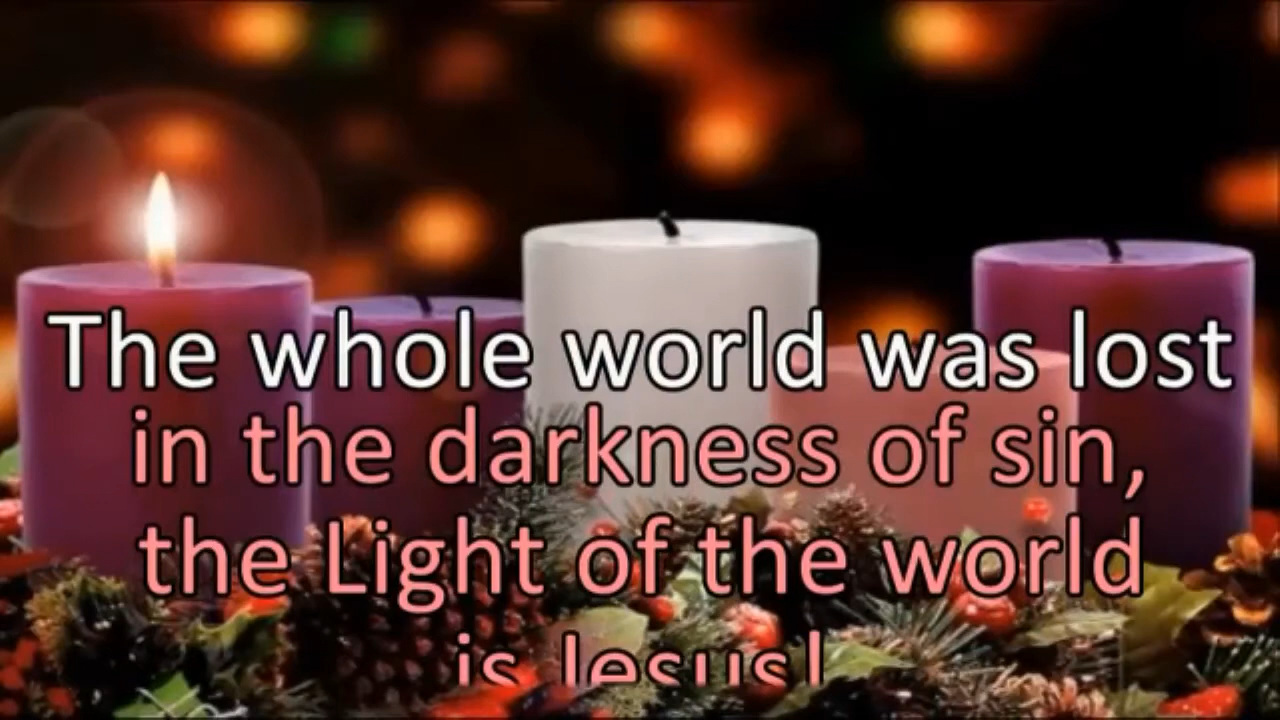 The whole world was lost
in the darkness of sin,
the Light of the world
is Jesus!